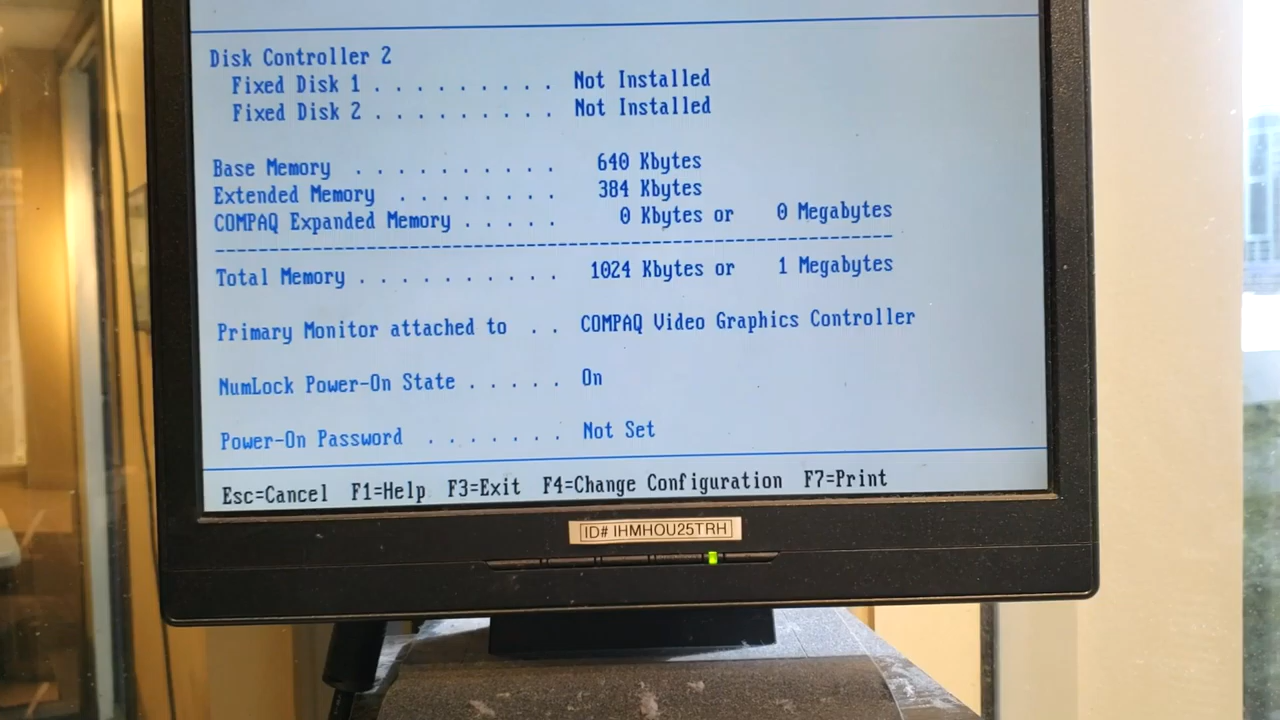 Disk Controller 2
Fixed Disk 1 . . . . . . . . . Not Installed
Fixed Disk 2 . . . . . . . . . Not Installed
Base Memory . . . . . . . . . . 640 Kbytes
Extended Memory . . . . . . . . 384 Kbytes
COMPAQ Expanded Memory . . . . . 0 Kbytes or 0 Megabytes
Total Memory . . . . . . . . . . 1024 Kbytes or 1 Megabytes
Primary Monitor attached to . . COMPAQ Video Graphics Controller
NumLock Power-On State . . . . . On
Power-On Password . . . . . . . Not Set
Esc=Cancel F1=Help F3=Exit F4=Change Configuration F7=Print
ID# IHMHOU25TRH